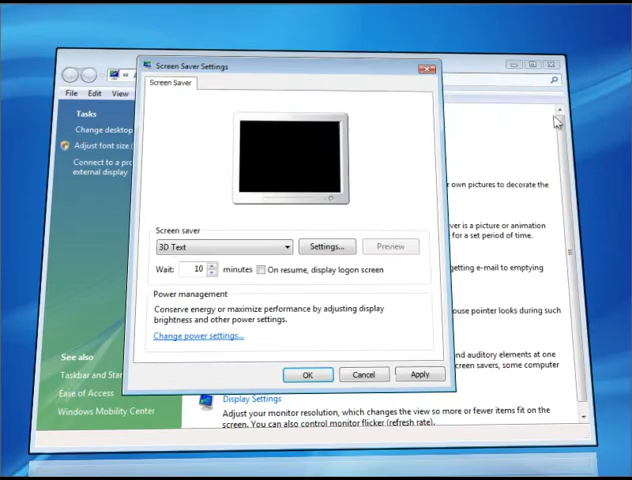 Screen Saver Settings
Screen Saver
File Edit View
Tasks
Change desktop
Adjust font size (
Connect to a pro
external display
own pictures to decorate the
ver is a picture or animation
for a set period of time.
getting e-mail to emptying
ouse pointer looks during such
and auditory elements at one
screen savers, some computer
Screen saver
3D Text Settings... Preview
Wait: 10 minutes On resume, display logon screen
Power management
Conserve energy or maximize performance by adjusting display
brightness and other power settings.
Change power settings...
OK Cancel Apply
See also
Taskbar and Star
Ease of Access
Windows Mobility Center
Display Settings
Adjust your monitor resolution, which changes the view so more or fewer items fit on the
screen. You can also control monitor flicker (refresh rate).